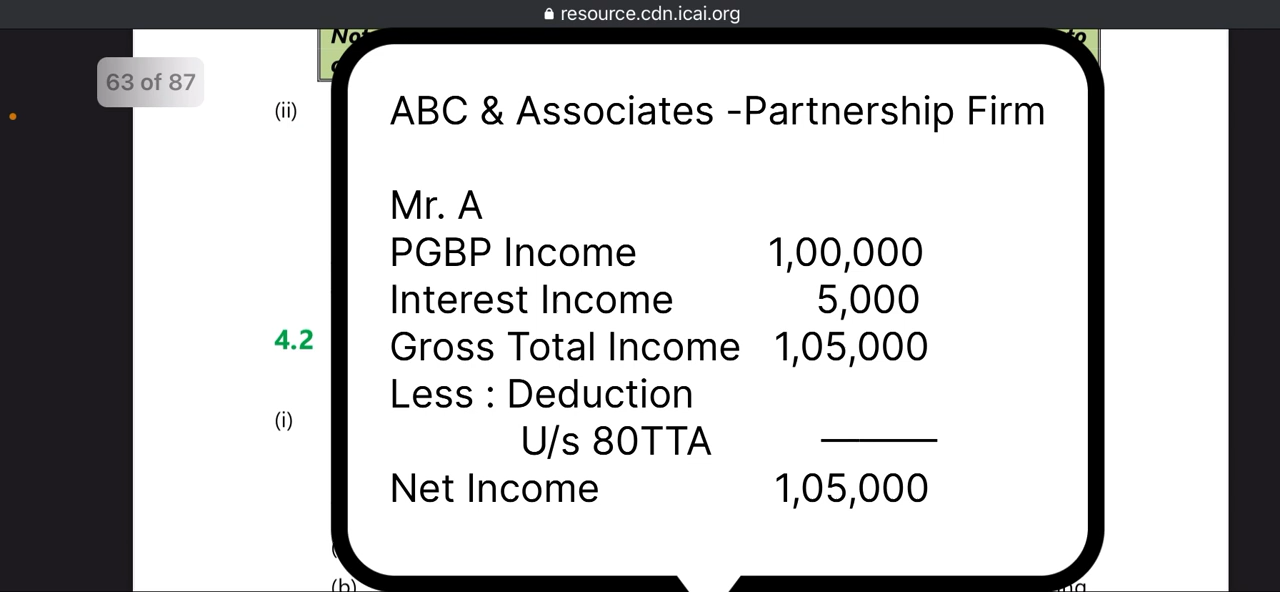 resource.cdn.icai.org
Not to
63 of 87
(ii)
ABC & Associates -Partnership Firm
Mr. A
PGBP Income 1,00,000
Interest Income 5,000
4.2
Gross Total Income 1,05,000
Less : Deduction
(i)
U/s 80TTA ———
Net Income 1,05,000
(b)